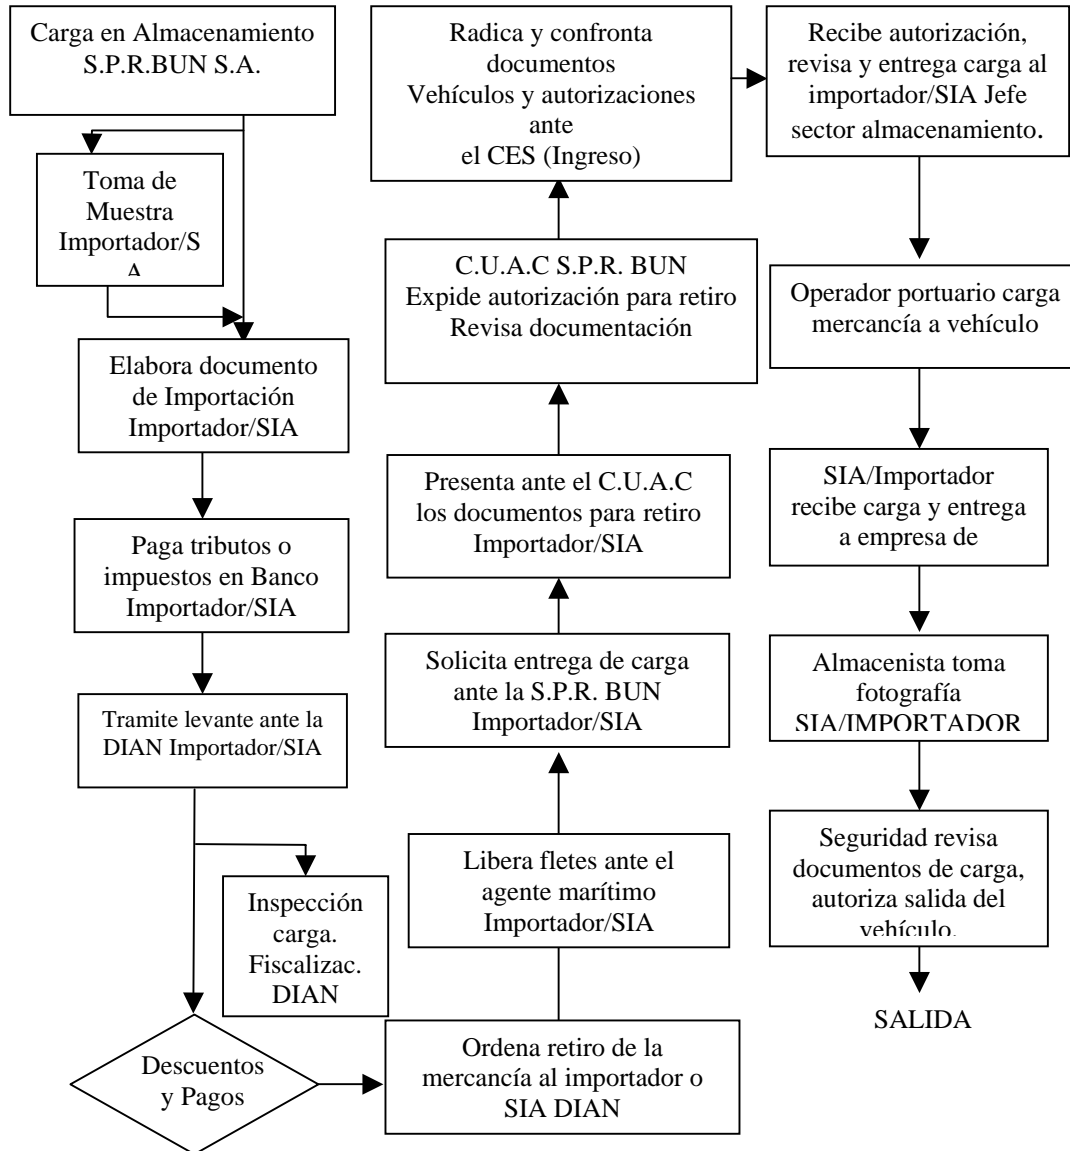 Carga en Almacenamiento
S.P.R.BUN S.A.
Toma de
Muestra
Importador/S
Elabora documento
de Importación
Importador/SIA
Paga tributos o
impuestos en Banco
Importador/SIA
Tramite levante ante la
DIAN Importador/SIA
Inspección
carga.
Fiscalizac.
DIAN
Descuentos
y Pagos
Ordena retiro de la
mercancía al importador o
SIA DIAN
Libera fletes ante el
agente marítimo
Importador/SIA
Solicita entrega de carga
ante la S.P.R. BUN
Importador/SIA
Presenta ante el C.U.A.C
los documentos para retiro
Importador/SIA
C.U.A.C S.P.R. BUN
Expide autorización para retiro
Revisa documentación
Radica y confronta
documentos
Vehículos y autorizaciones
ante
el CES (Ingreso)
Recibe autorización,
revisa y entrega carga al
importador/SIA Jefe
sector almacenamiento.
Operador portuario carga
mercancía a vehículo
SIA/Importador
recibe carga y entrega
a empresa de
Almacenista toma
fotografía
SIA/IMPORTADOR
Seguridad revisa
documentos de carga,
autoriza salida del
vehículo.
SALIDA